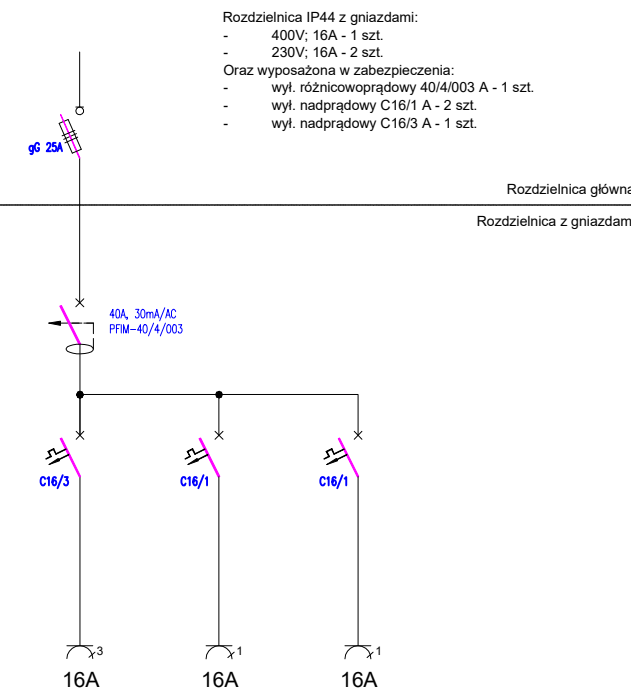 Rozdzielnica IP44 z gniazdami:
- 400V; 16A - 1 szt.
- 230V; 16A - 2 szt.
Oraz wyposażona w zabezpieczenia:
- wył. różnicowoprądowy 40/4/003 A - 1 szt.
- wył. nadprądowy C16/1 A - 2 szt.
- wył. nadprądowy C16/3 A - 1 szt.
gG 25A
Rozdzielnica główna
Rozdzielnica z gniazdam
40A, 30mA/AC
PFIM-40/4/003
C16/3 C16/1 C16/1
3 1 1
16A 16A 16A